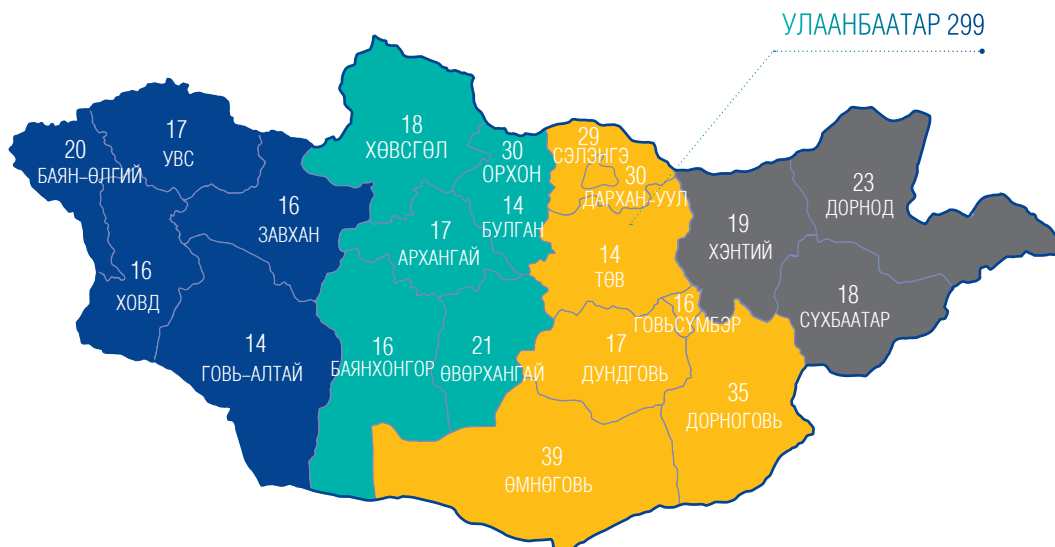 УЛААНБААТАР 299
20
БАЯН-ӨЛГИЙ
17
УВС
16
ЗАВХАН
16
ХОВД
14
ГОВЬ-АЛТАЙ
18
ХӨВСГӨЛ
30
ОРХОН
14
БУЛГАН
17
АРХАНГАЙ
16
БАЯНХОНГОР
21
ӨВӨРХАНГАЙ
29
СЭЛЭНГЭ
30
ДАРХАН-УУЛ
14
ТӨВ
16
ГОВЬСҮМБЭР
17
ДУНДГОВЬ
35
ДОРНОГОВЬ
39
ӨМНӨГОВЬ
19
ХЭНТИЙ
23
ДОРНОД
18
СҮХБААТАР